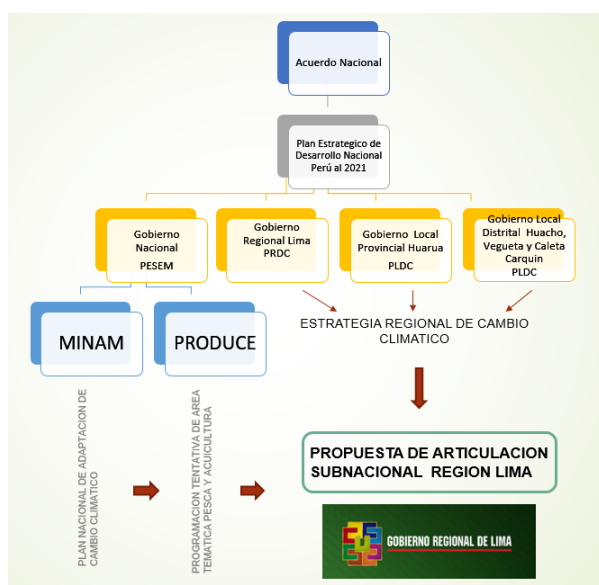 Acuerdo Nacional
Plan Estrategico de
Desarrollo Nacional
Perú al 2021
Gobierno
Nacional
PESEM
Gobierno
Regional Lima
PRDC
Gobierno Local
Provincial Huarua
PLDC
Gobierno Local
Distrital Huacho,
Vegueta y Caleta
Carquin
PLDC
MINAM
PRODUCE
ESTRATEGIA REGIONAL DE CAMBIO
CLIMATICO
PLAN NACIONAL DE ADAPTACION DE
CAMBIO CLIMATICO
PROGRAMACION TENTATIVA DE AREA
TEMATICA PESCA Y ACUICULTURA
PROPUESTA DE ARTICULACION
SUBNACIONAL REGION LIMA
GOBIERNO REGIONAL DE LIMA